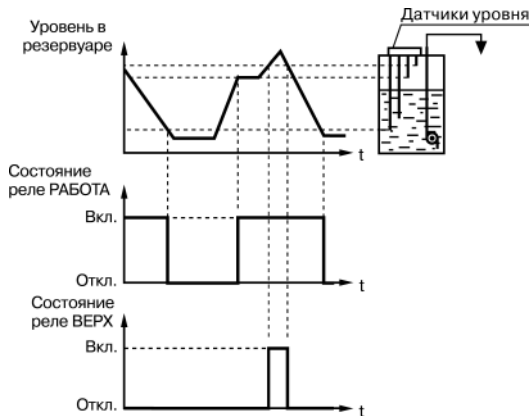 Уровень в
резервуаре
Датчики уровня
t
Состояние
реле РАБОТА
Вкл.
Откл.
t
Состояние
реле ВЕРХ
Вкл.
Откл.
t